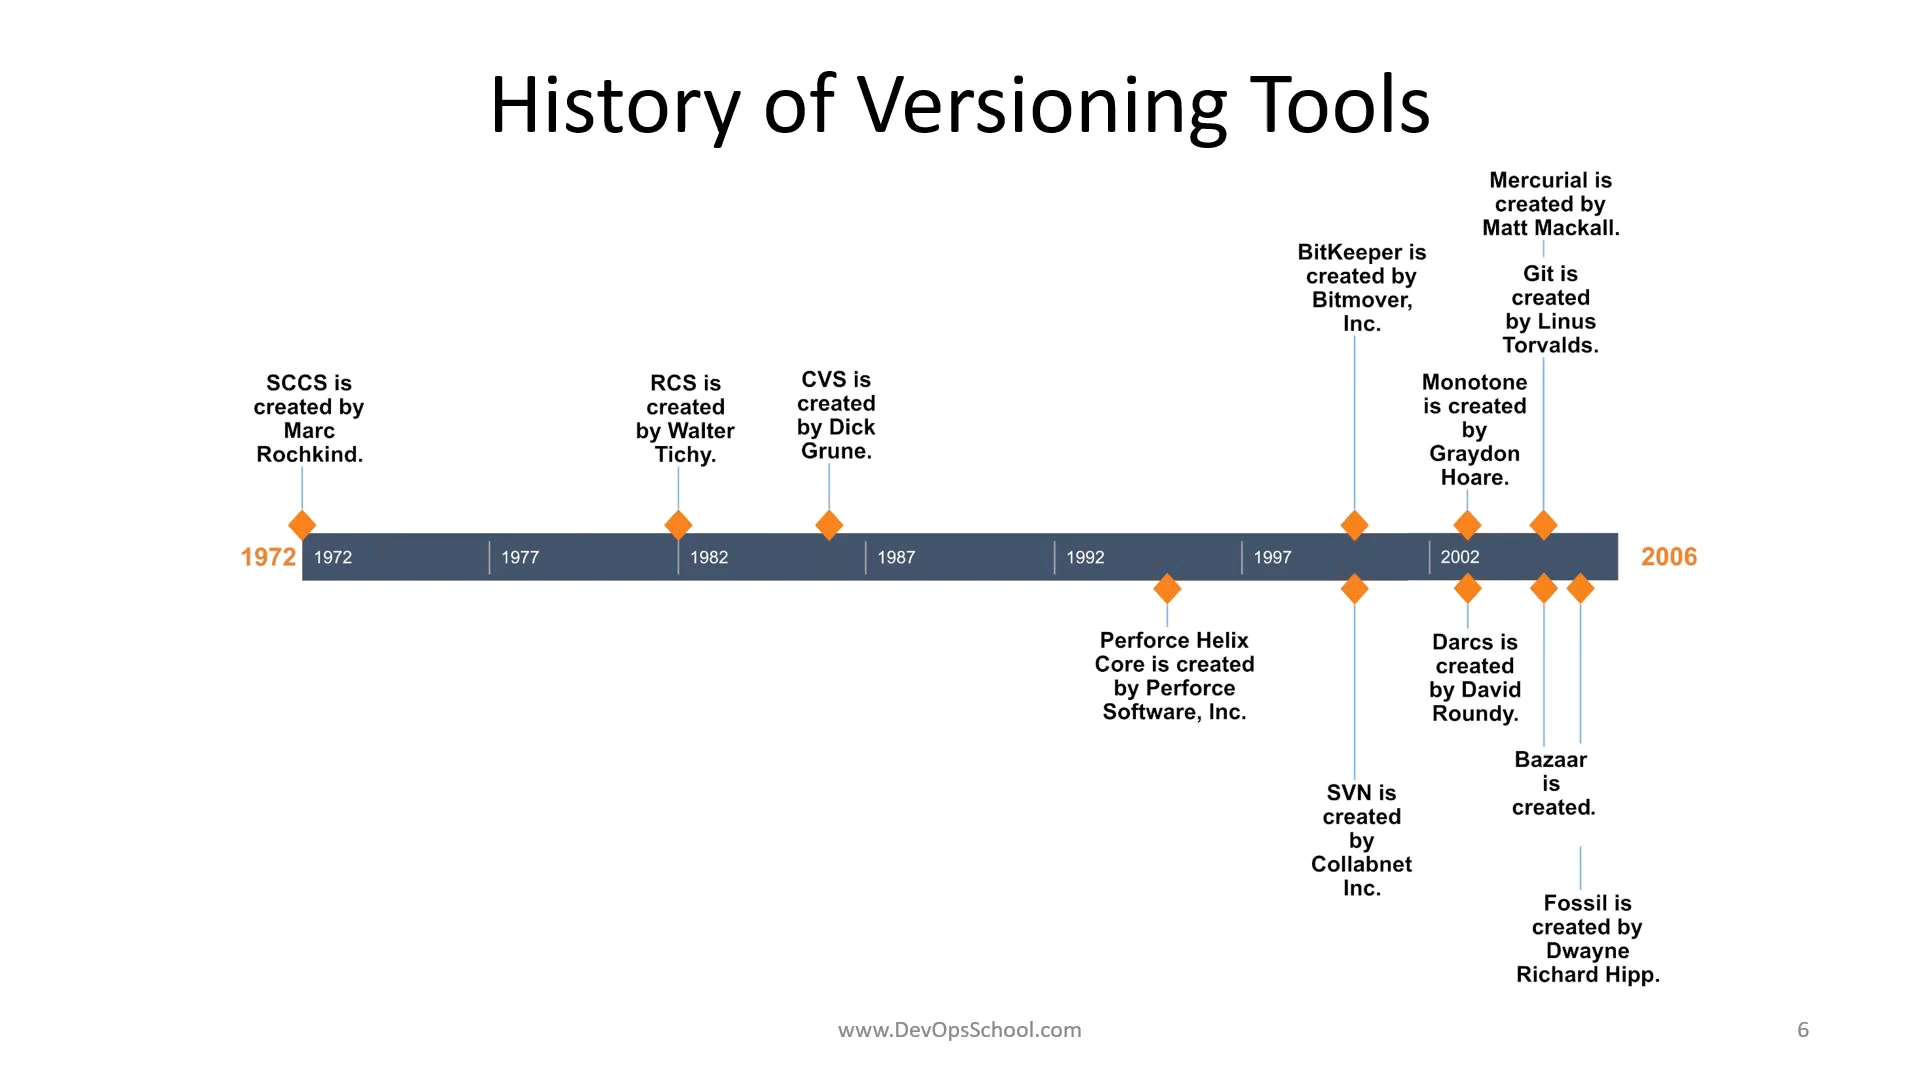 History of Versioning Tools
Mercurial is
created by
Matt Mackall.
BitKeeper is
created by
Bitmover,
Inc.
Git is
created
by Linus
Torvalds.
SCCS is
created by
Marc
Rochkind.
RCS is
created
by Walter
Tichy.
CVS is
created
by Dick
Grune.
Monotone
is created
by
Graydon
Hoare.
1972 1972 1977 1982 1987 1992 1997 2002 2006
Perforce Helix
Core is created
by Perforce
Software, Inc.
Darcs is
created
by David
Roundy.
SVN is
created
by
Collabnet
Inc.
Bazaar
is
created.
Fossil is
created by
Dwayne
Richard Hipp.
www.DevOpsSchool.com
6